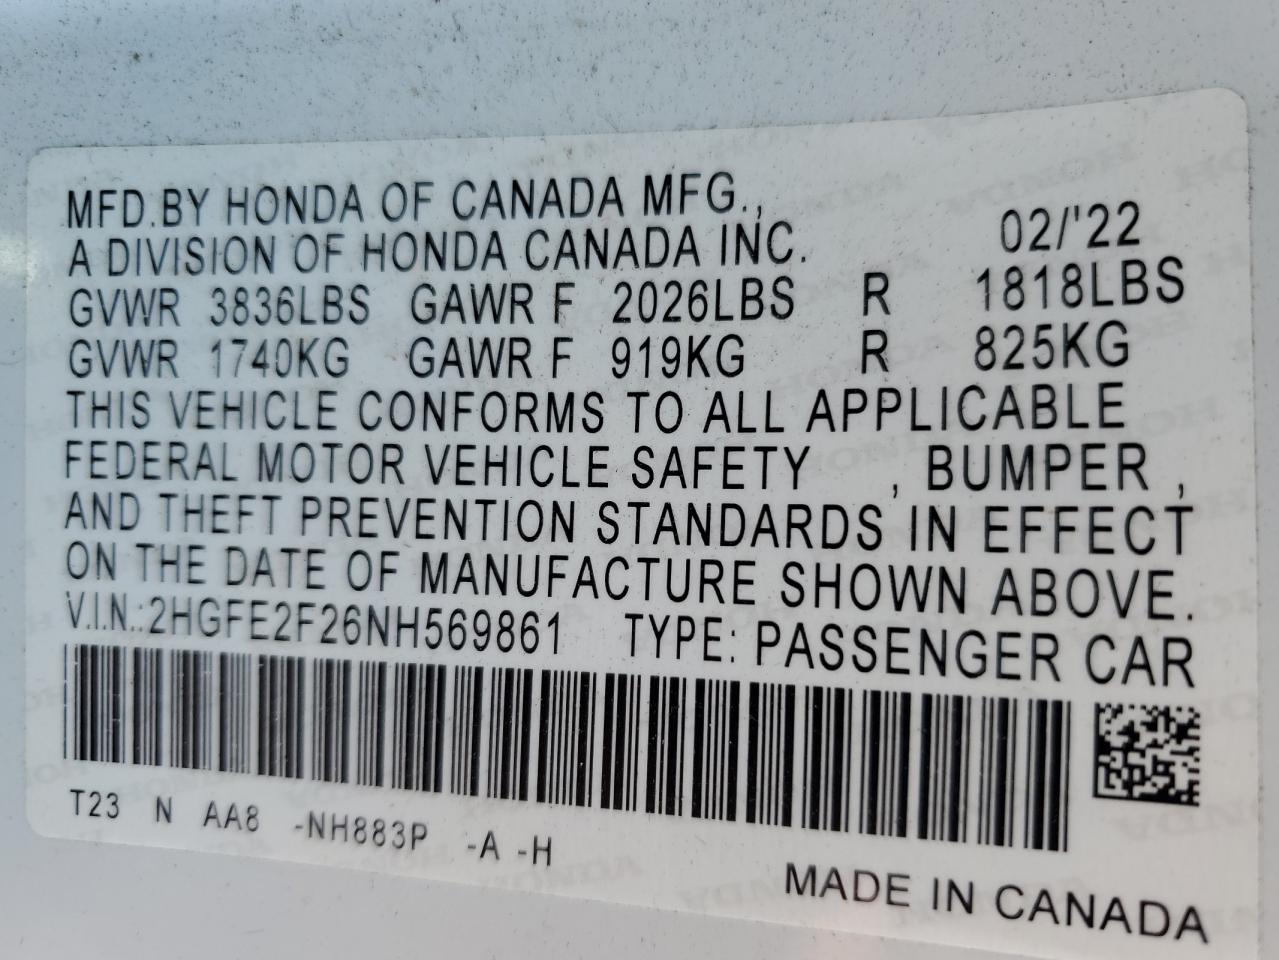 MFD.BY HONDA OF CANADA MFG.,
A DIVISION OF HONDA CANADA INC. 02/'22
GVWR 3836LBS GAWR F 2026LBS R 1818LBS
GVWR 1740KG GAWR F 919KG R 825KG
THIS VEHICLE CONFORMS TO ALL APPLICABLE
FEDERAL MOTOR VEHICLE SAFETY , BUMPER ,
AND THEFT PREVENTION STANDARDS IN EFFECT
ON THE DATE OF MANUFACTURE SHOWN ABOVE.
V.I.N.:2HGFE2F26NH569861 TYPE: PASSENGER CAR
T23 N AA8 -NH883P -A -H
MADE IN CANADA